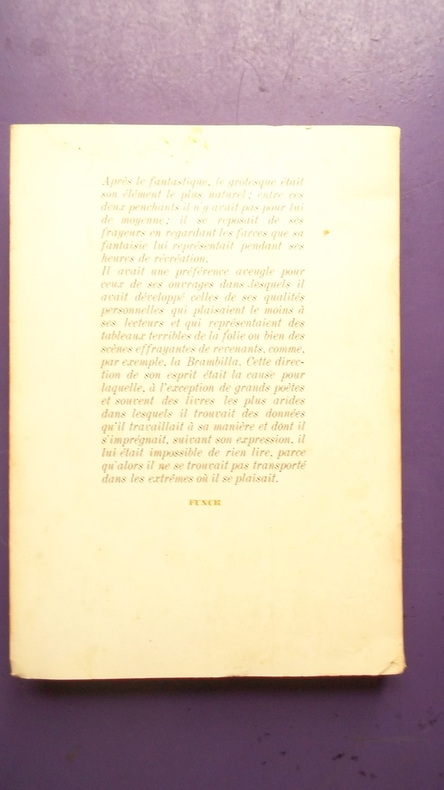 Après le fantastique, le grotesque était
son élément le plus naturel ; entre ces
deux penchants il n'y avait pas pour lui
de moyenne ; il se reposait de ses
frayeurs en regardant les farces que sa
fantaisie lui représentait pendant ses
heures de récréation.
Il avait une préférence aveugle pour
ceux de ses ouvrages dans lesquels il
avait développé celles de ses qualités
personnelles qui plaisaient le moins à
ses lecteurs et qui représentaient des
tableaux terribles de la folie ou bien des
scènes effrayantes de revenants, comme,
par exemple, la Brambilla. Cette direc-
tion de son esprit était la cause pour
laquelle, à l'exception de grands poètes
et souvent des livres les plus arides
dans lesquels il trouvait des données
qu'il travaillait à sa manière et dont il
s'imprégnait, suivant son expression, il
lui était impossible de rien lire, parce
qu'alors il ne se trouvait pas transporté
dans les extrêmes où il se plaisait.
FUNCK